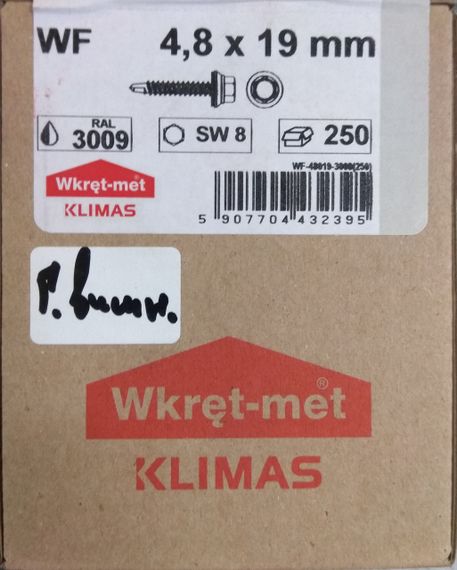 WF 4,8 x 19 mm
RAL
3009 SW 8 250
WF-48019-3009(250)
Wkręt-met
KLIMAS
5 907704 432395
Wkręt-met®
KLIMAS